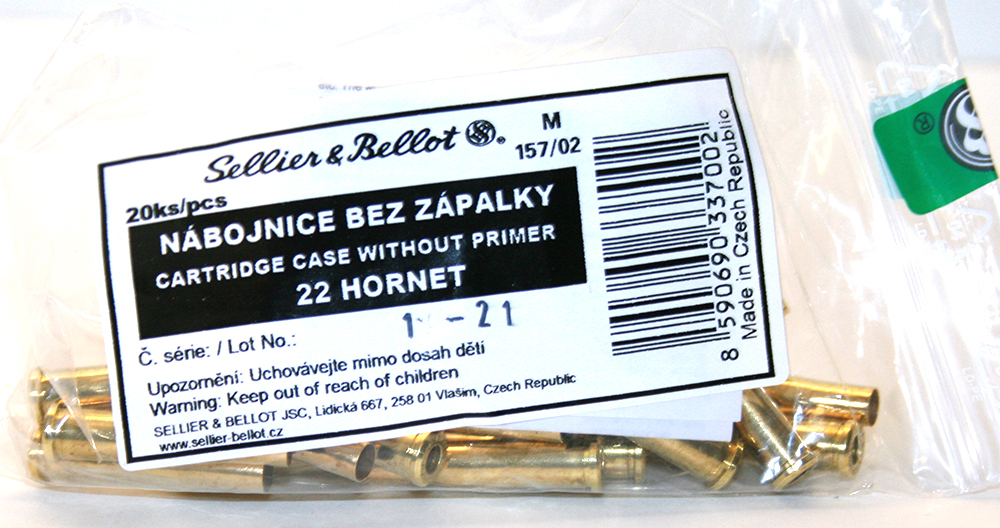 Sellier & Bellot
M
157/02
20ks/pcs
NÁBOJNICE BEZ ZÁPALKY
CARTRIDGE CASE WITHOUT PRIMER
22 HORNET
Č. série: / Lot No.:
-21
Upozornění: Uchovávejte mimo dosah dětí
Warning: Keep out of reach of children
SELLIER & BELLOT JSC, Lidická 667, 258 01 Vlašim, Czech Republic
www.sellier-bellot.cz
8 590690 337002
Made in Czech Republic
®